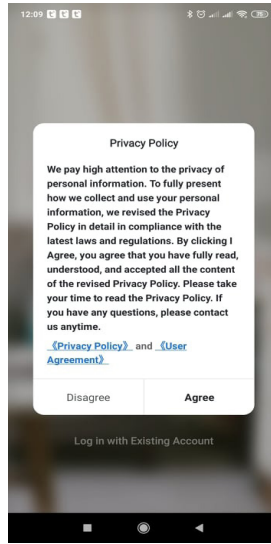 12:09
Privacy Policy
We pay high attention to the privacy of
personal information. To fully present
how we collect and use your personal
information, we revised the Privacy
Policy in detail in compliance with the
latest laws and regulations. By clicking I
Agree, you agree that you have fully read,
understood, and accepted all the content
of the revised Privacy Policy. Please take
your time to read the Privacy Policy. If
you have any questions, please contact
us anytime.
《Privacy Policy》 and 《User
Agreement》
Disagree Agree
Log in with Existing Account